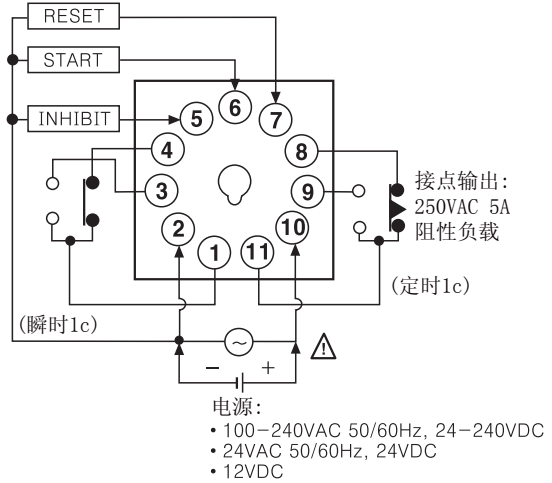 RESET
START
INHIBIT
6
5
7
4
8
3
9
2
10
1
11
接点输出:
250VAC 5A
阻性负载
(定时1c)
(瞬时1c)
~
!
− +
电源:
• 100−240VAC 50/60Hz, 24−240VDC
• 24VAC 50/60Hz, 24VDC
• 12VDC